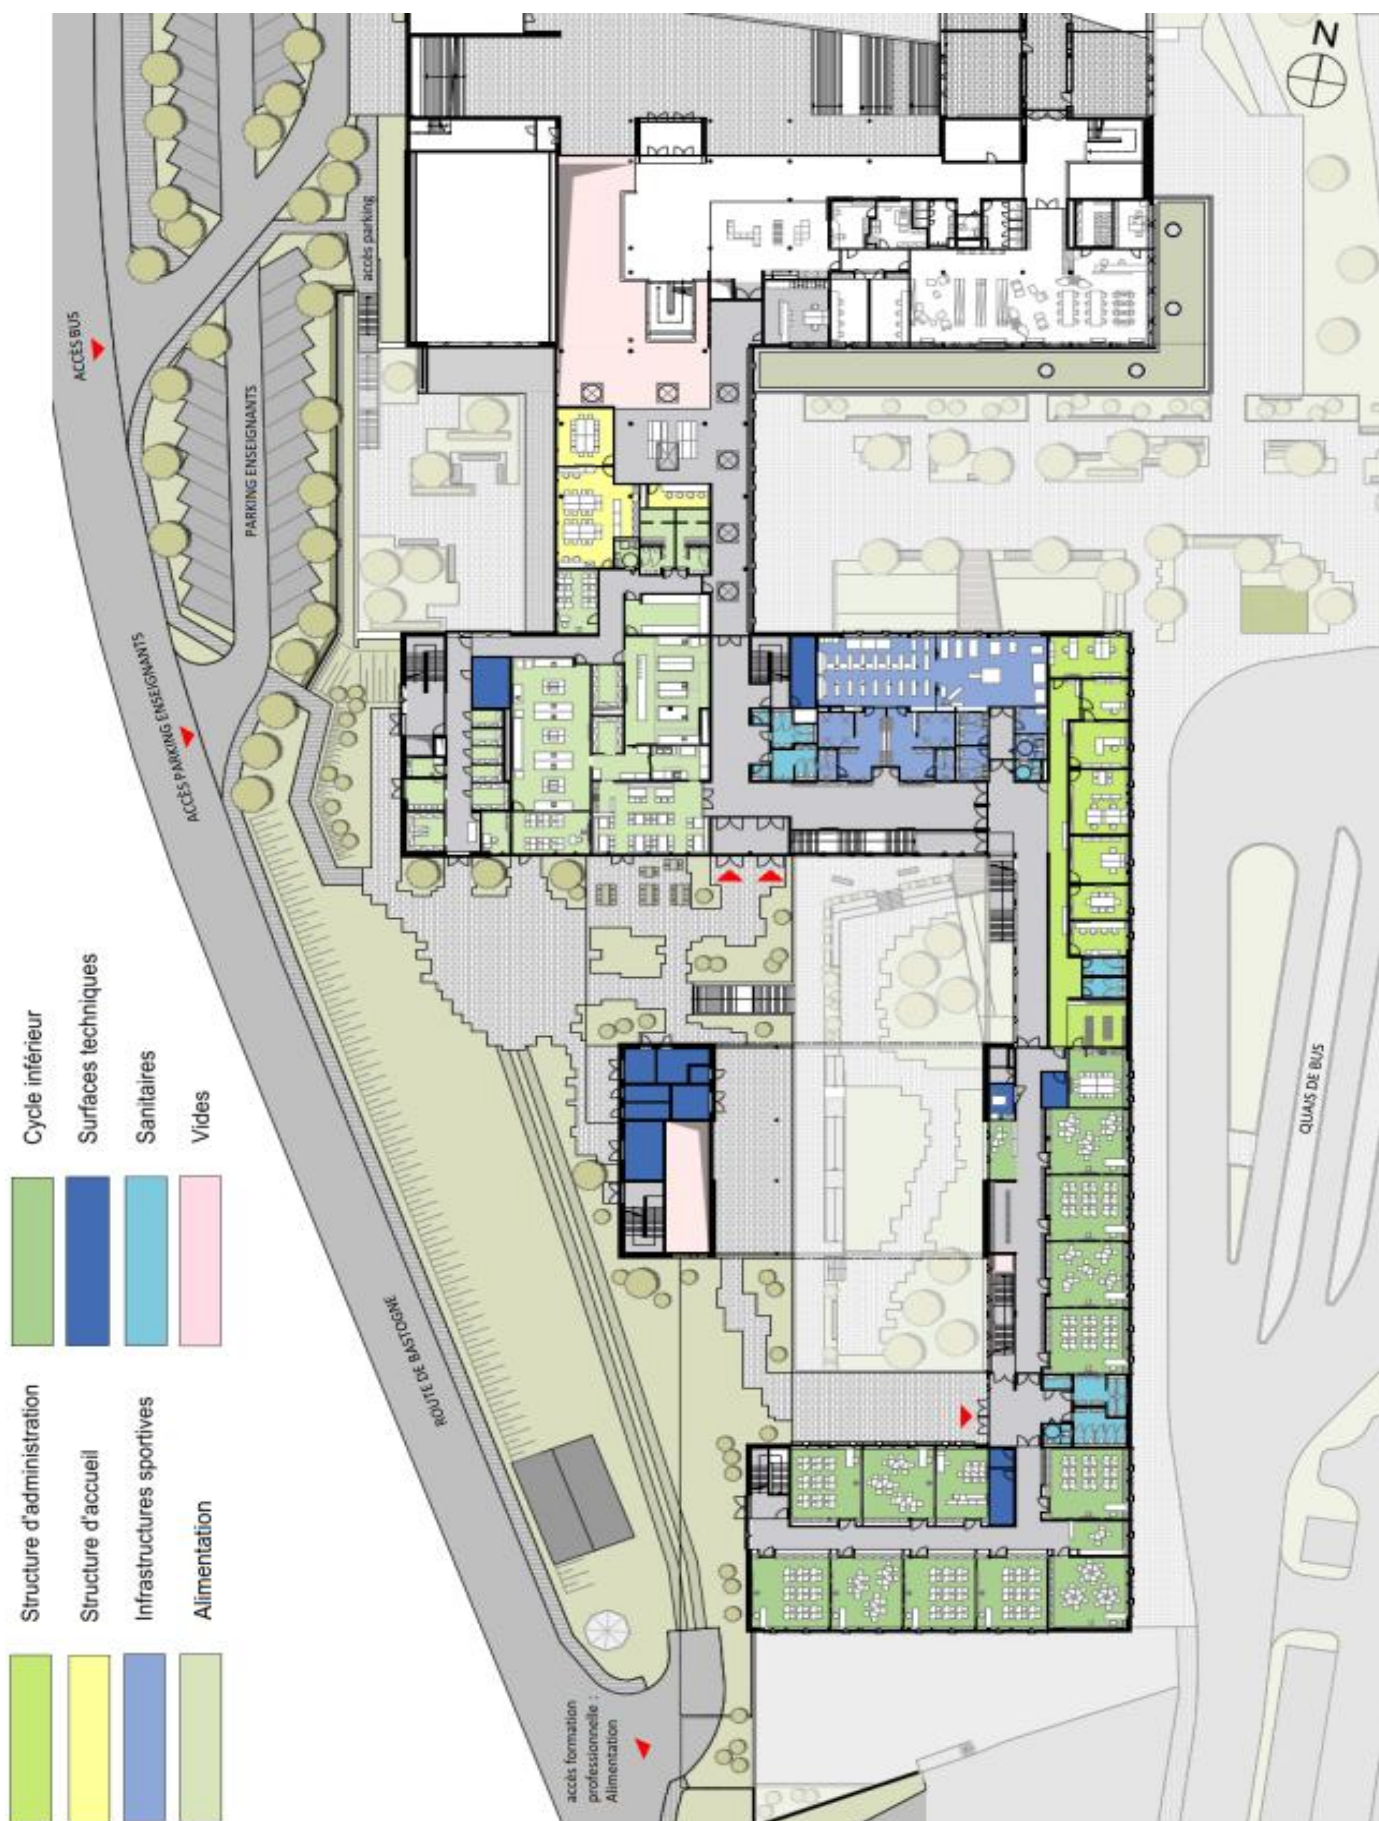 N
accès parking
ACCÈS BUS
PARKING ENSEIGNANTS
ACCÈS PARKING ENSEIGNANTS
ROUTE DE BASTOGNE
QUAIS DE BUS
accès formation
professionnelle :
Alimentation
Structure d'administration
Structure d'accueil
Infrastructures sportives
Alimentation
Cycle inférieur
Surfaces techniques
Sanitaires
Vides